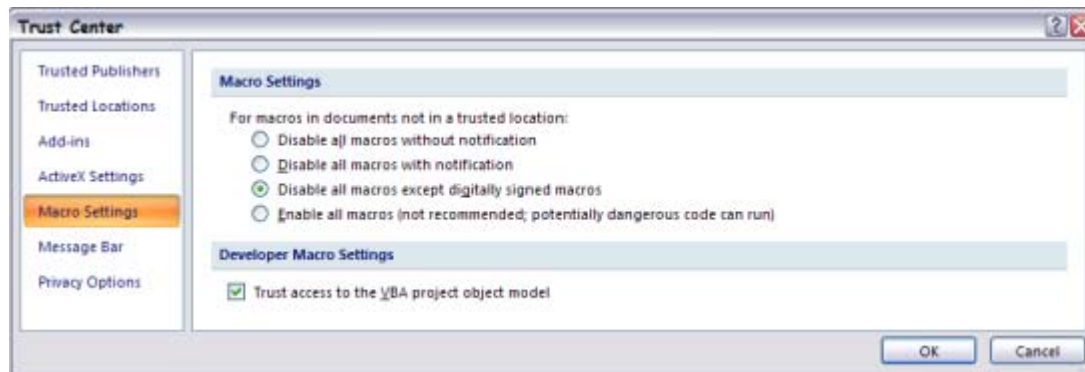 Trust Center
Trusted Publishers
Trusted Locations
Add-ins
ActiveX Settings
Macro Settings
Message Bar
Privacy Options
Macro Settings
For macros in documents not in a trusted location:
Disable all macros without notification
Disable all macros with notification
Disable all macros except digitally signed macros
Enable all macros (not recommended; potentially dangerous code can run)
Developer Macro Settings
Trust access to the VBA project object model
OK
Cancel